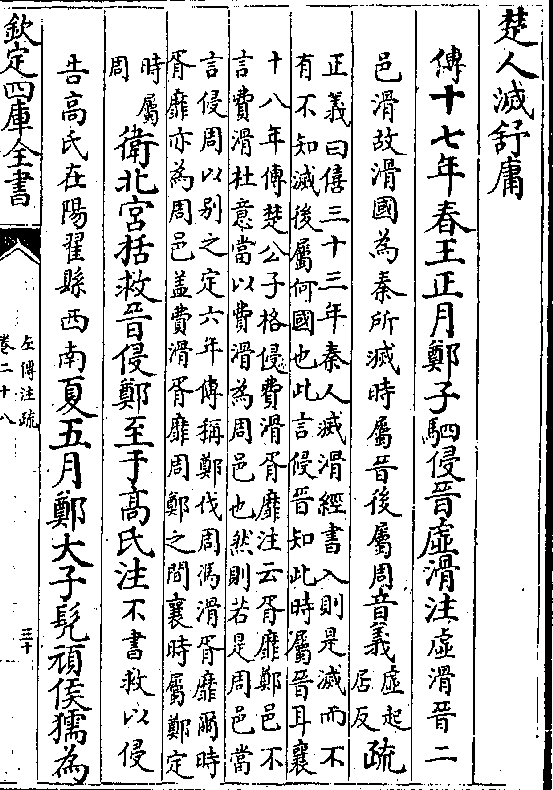 楚人滅舒庸
傳十七年春王正月鄭子駟侵晉虛滑注虛滑晉二
邑滑故滑國為秦所滅時屬晉後屬周音義虛起
居反疏
正義曰僖三十三年秦人滅滑經書入則是滅而不
有不知滅後屬何國也此言侵晉知此時屬晉耳襄
十八年傳楚公子格侵費滑胥靡注云胥靡鄭邑不
言費滑杜意當以費滑為周邑也然則若是周邑當
言侵周以别之定六年傳稱鄭伐周馮滑胥靡爾時
胥靡亦為周邑盖費滑胥靡周鄭之間襄時屬鄭定
時屬
周
衛北宮括救晉侵鄭至于高氏注不書救以侵
告高氏在陽翟縣西南夏五月鄭大子髠頑侯獳為
欽定四庫全書
左傳注疏
卷二十八
三十